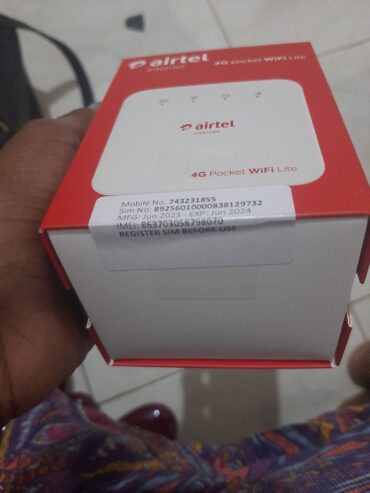 airtel
internet
4G pocket WiFi Lite
airtel
internet
4G Pocket WiFi Lite
Mobile No. 743231855
Sim No: 89256010000838129732
MFG: Jun 2023 - EXP: Jun 2024
IMEI: 863703058798070
REGISTER SIM BEFORE USE